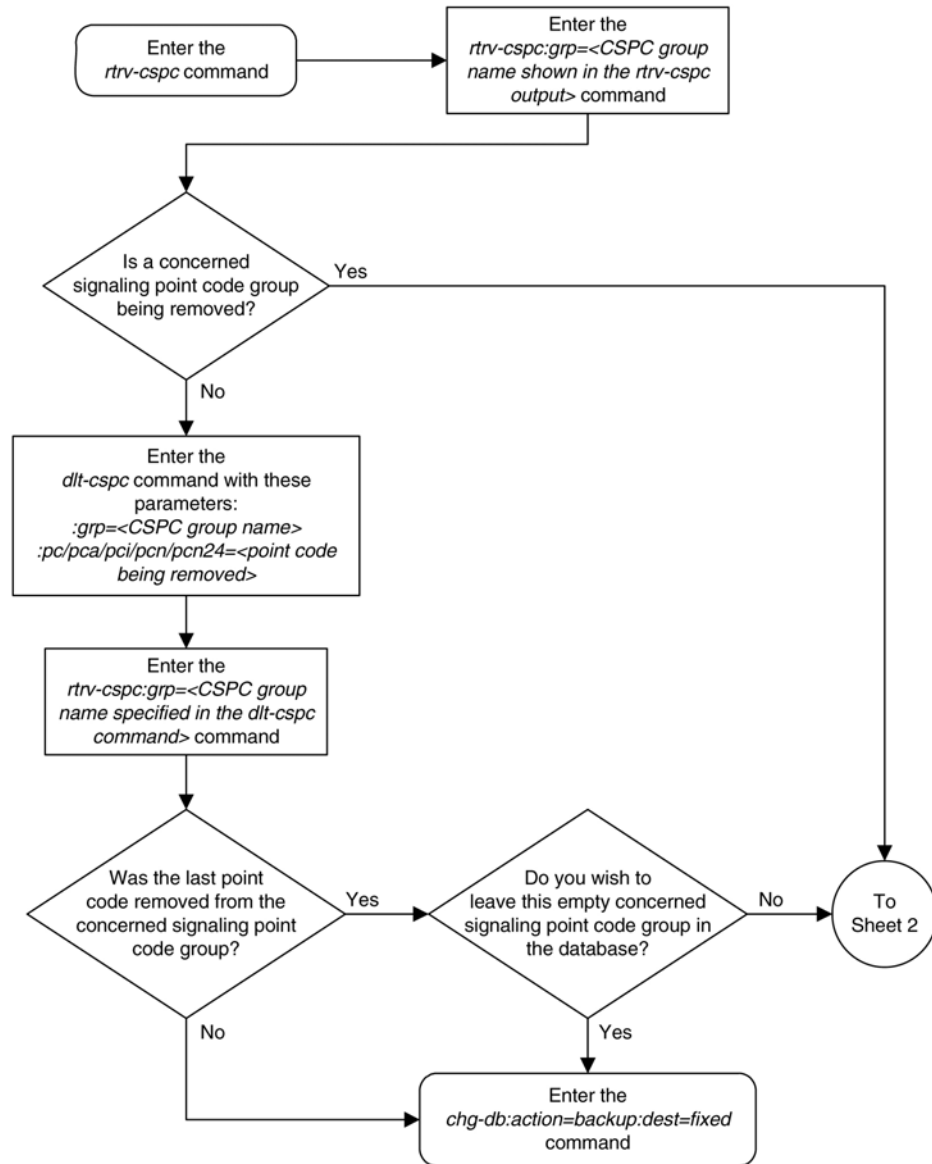 Enter the
rtrv-cspc command
Enter the
rtrv-cspc:grp=<CSPC group
name shown in the rtrv-cspc
output> command
Is a concerned
signaling point code group
being removed?
Yes
No
Enter the
dlt-cspc command with these
parameters:
:grp=<CSPC group name>
:pc/pca/pci/pcn/pcn24=<point code
being removed>
Enter the
rtrv-cspc:grp=<CSPC group
name specified in the dlt-cspc
command> command
Was the last point
code removed from the
concerned signaling point
code group?
Yes
Do you wish to
leave this empty concerned
signaling point code group in
the database?
No
To
Sheet 2
No
Yes
Enter the
chg-db:action=backup:dest=fixed
command